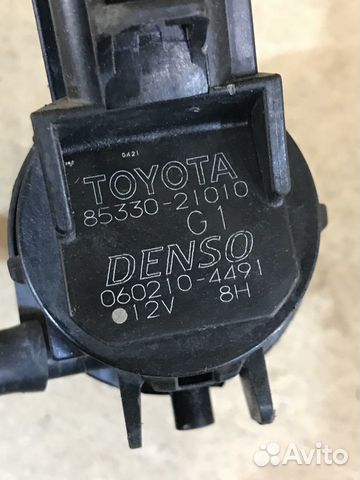 0A21
TOYOTA
85330-21010
G1
DENSO
060210-4491
12V 8H
Avito